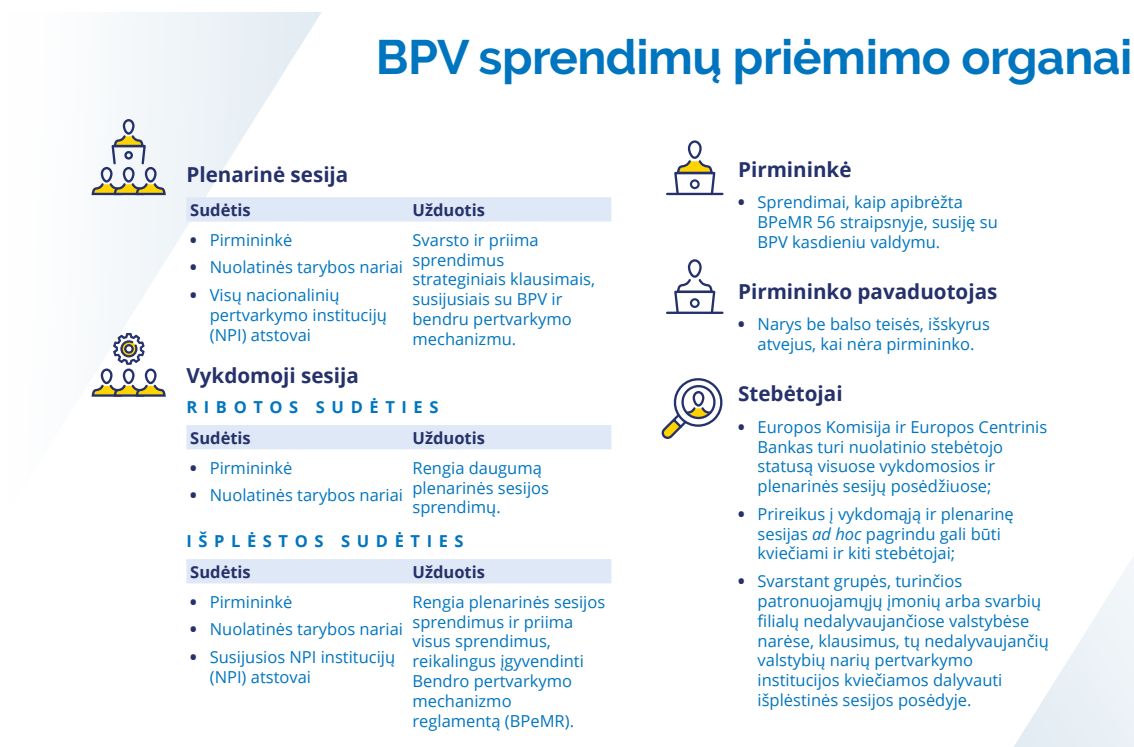 BPV sprendimų priėmimo organai
Plenarinė sesija
Sudėtis
Užduotis
• Pirmininkė
• Nuolatinės tarybos nariai
• Visų nacionalinių
pertvarkymo institucijų
(NPI) atstovai
Svarsto ir priima
sprendimus
strateginiais klausimais,
susijusiais su BPV ir
bendru pertvarkymo
mechanizmu.
Vykdomoji sesija
RIBOTOS SUDĖTIES
Sudėtis
Užduotis
• Pirmininkė
• Nuolatinės tarybos nariai
Rengia daugumą
plenarinės sesijos
sprendimų.
IŠPLĖSTOS SUDĖTIES
Sudėtis
Užduotis
• Pirmininkė
• Nuolatinės tarybos nariai
• Susijusios NPI institucijų
(NPI) atstovai
Rengia plenarinės sesijos
sprendimus ir priima
visus sprendimus,
reikalingus įgyvendinti
Bendro pertvarkymo
mechanizmo
reglamentą (BPeMR).
Pirmininkė
• Sprendimai, kaip apibrėžta
BPeMR 56 straipsnyje, susiję su
BPV kasdieniu valdymu.
Pirmininko pavaduotojas
• Narys be balso teisės, išskyrus
atvejus, kai nėra pirmininko.
Stebėtojai
• Europos Komisija ir Europos Centrinis
Bankas turi nuolatinio stebėtojo
statusą visuose vykdomosios ir
plenarinės sesijų posėdžiuose;
• Prireikus į vykdomąją ir plenarinę
sesijas ad hoc pagrindu gali būti
kviečiami ir kiti stebėtojai;
• Svarstant grupės, turinčios
patronuojamųjų įmonių arba svarbių
filialų nedalyvaujančiose valstybėse
narėse, klausimus, tų nedalyvaujančių
valstybių narių pertvarkymo
institucijos kviečiamos dalyvauti
išplėstinės sesijos posėdyje.